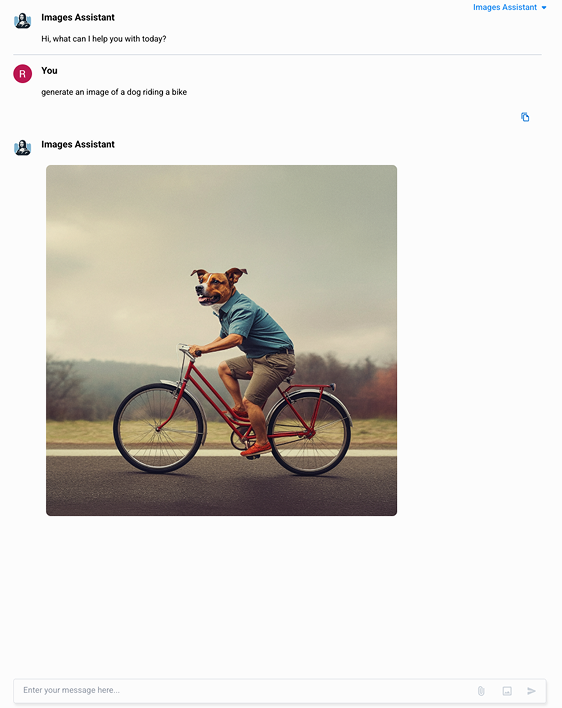 Images Assistant
Images Assistant
Hi, what can I help you with today?
R
You
generate an image of a dog riding a bike
Images Assistant
Enter your message here...